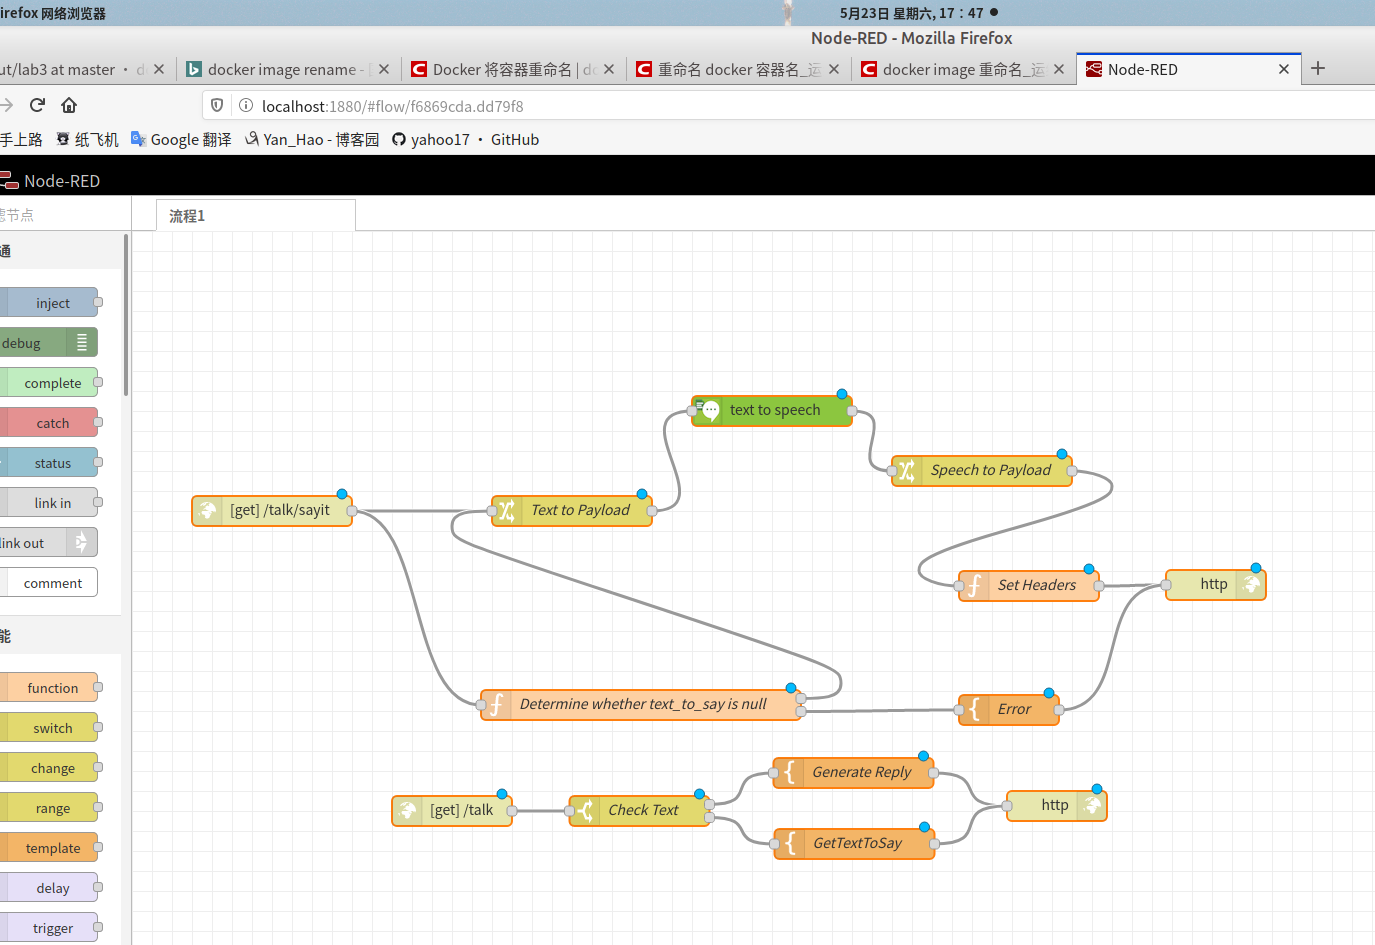 irefox 网络浏览器
5月23日 星期六, 17：47
Node-RED - Mozilla Firefox
ut/lab3 at master · d
docker image rename -
Docker 将容器重命名 | dc
重命名 docker 容器名_运
docker image 重命名_运
Node-RED
localhost:1880/#flow/f6869cda.dd79f8
手上路
纸飞机
Google 翻译
Yan_Hao - 博客园
yahoo17 · GitHub
Node-RED
滤节点
流程1
通
inject
debug
complete
catch
status
link in
link out
comment
能
function
switch
change
range
template
delay
trigger
text to speech
Speech to Payload
[get] /talk/sayit
Text to Payload
Set Headers
http
Determine whether text_to_say is null
Error
Generate Reply
[get] /talk
Check Text
http
GetTextToSay